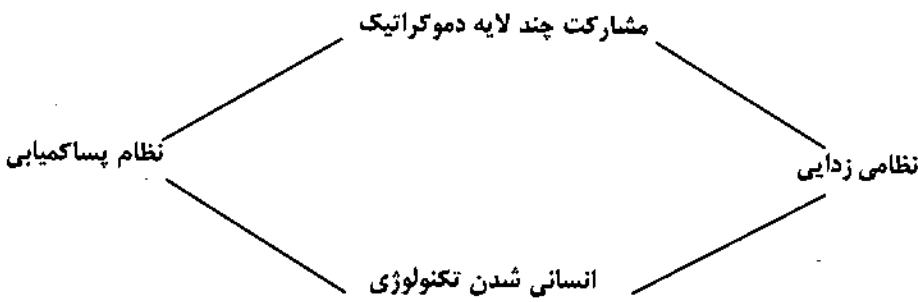 مشارکت چند لایه دموکراتیک
نظامی زدایی
نظام پساکمیابی
انسانی شدن تکنولوژی